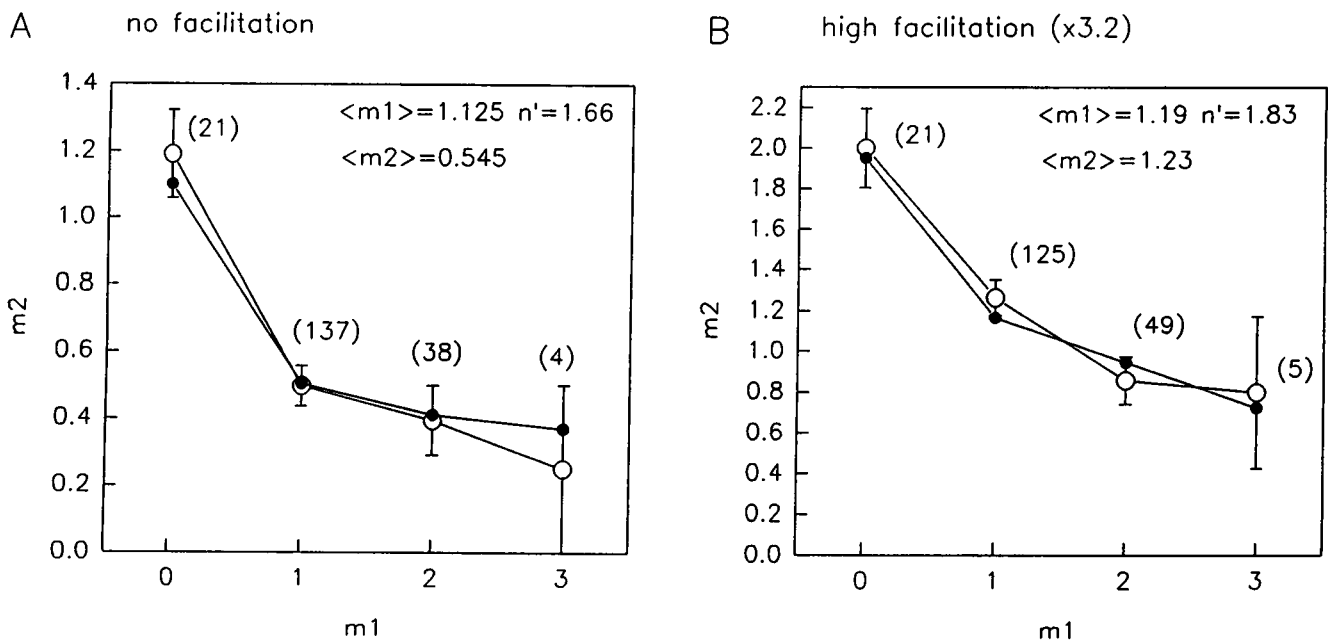 A no facilitation
<m1>=1.125 n'=1.66
<m2>=0.545
(21)
(137)
(38)
(4)
1.4
1.2
1.0
0.8
0.6
0.4
0.2
0.0
m2
0 1 2 3
m1
B high facilitation (x3.2)
<m1>=1.19 n'=1.83
<m2>=1.23
(21)
(125)
(49)
(5)
2.2
2.0
1.8
1.6
1.4
1.2
1.0
0.8
0.6
0.4
0.2
0.0
m2
0 1 2 3
m1